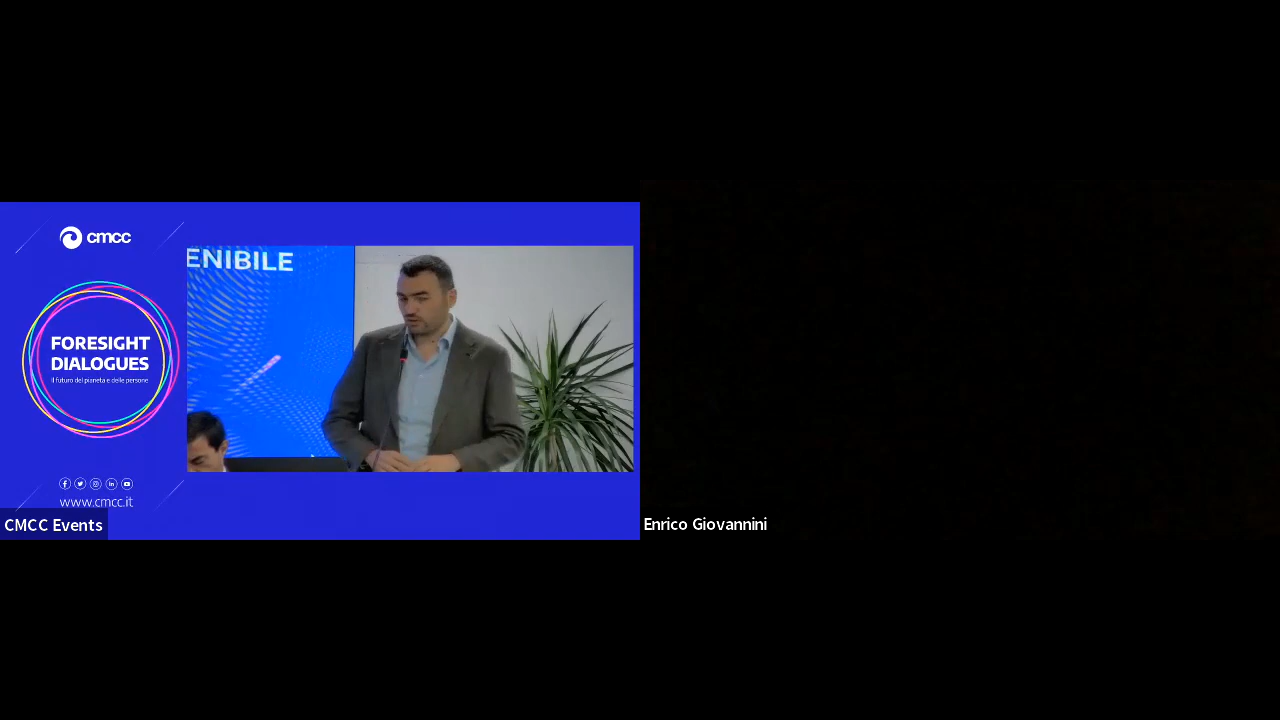 cmcc
FORESIGHT
DIALOGUES
Il futuro del pianeta e delle persone
www.cmcc.it
CMCC Events
ENIBILE
Enrico Giovannini